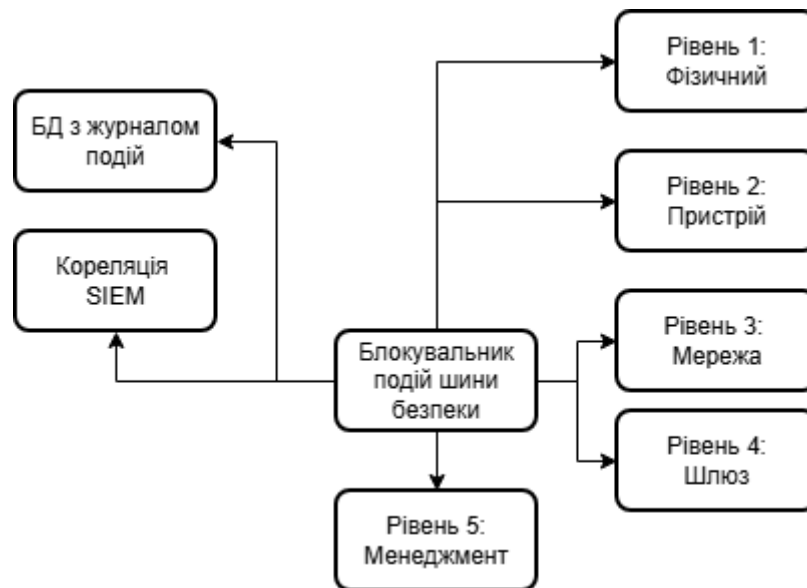 Рівень 1:
Фізичний
БД з журналом
подій
Рівень 2:
Пристрій
Кореляція
SIEM
Рівень 3:
Мережа
Блокувальник
подій шини
безпеки
Рівень 4:
Шлюз
Рівень 5:
Менеджмент